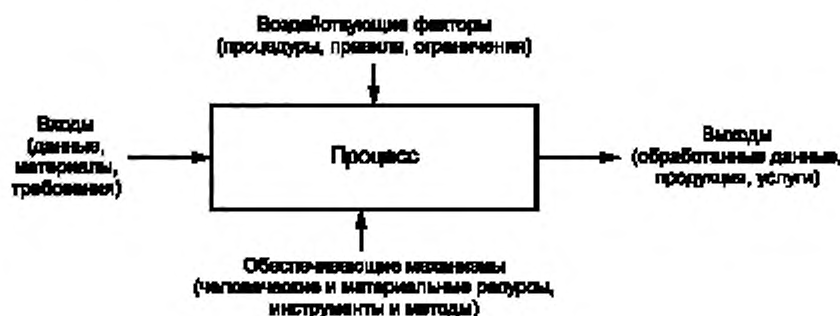 Воздействующие факторы
(процедуры, правила, ограничения)
Входы
(данные,
материалы,
требования)
Процесс
Выходы
(обработанные данные,
продукция, услуги)
Обеспечивающие механизмы
(человеческие и материальные ресурсы,
инструменты и методы)